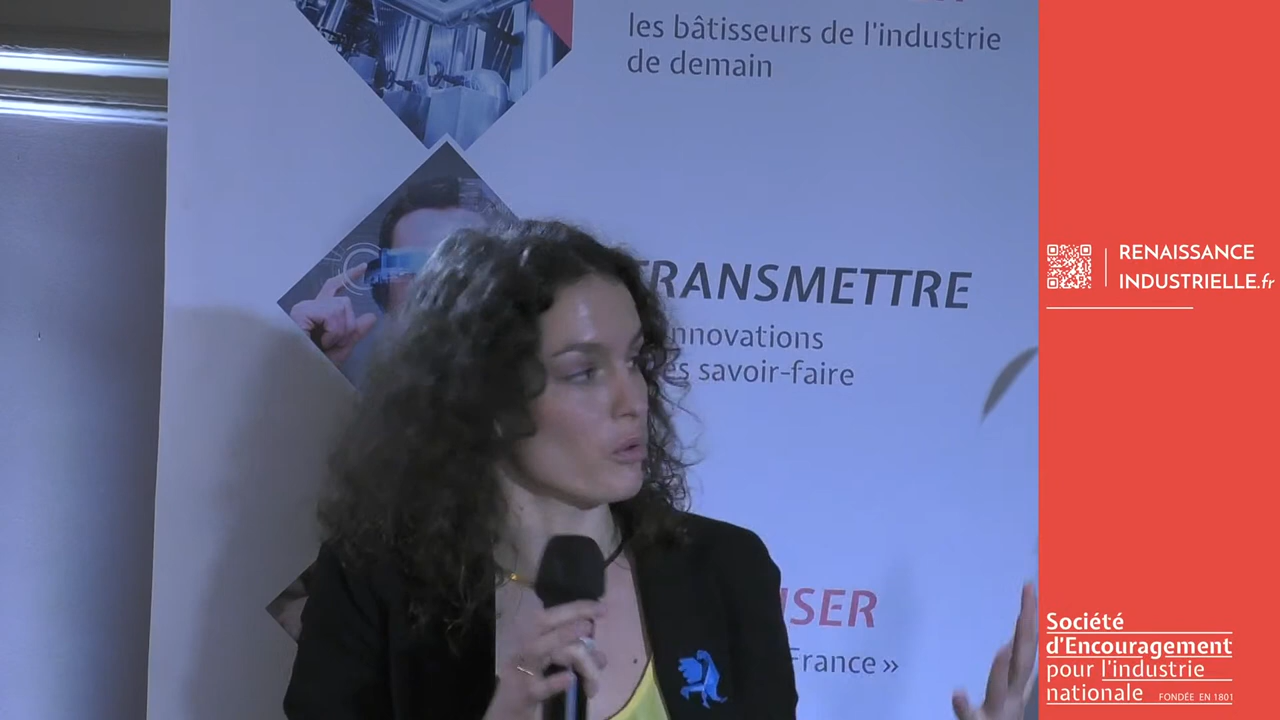 les bâtisseurs de l'industrie
de demain
TRANSMETTRE
innovations
savoir-faire
France »
RENAISSANCE
INDUSTRIELLE.fr
Société
d'Encouragement
pour l'industrie
nationale FONDÉE EN 1801